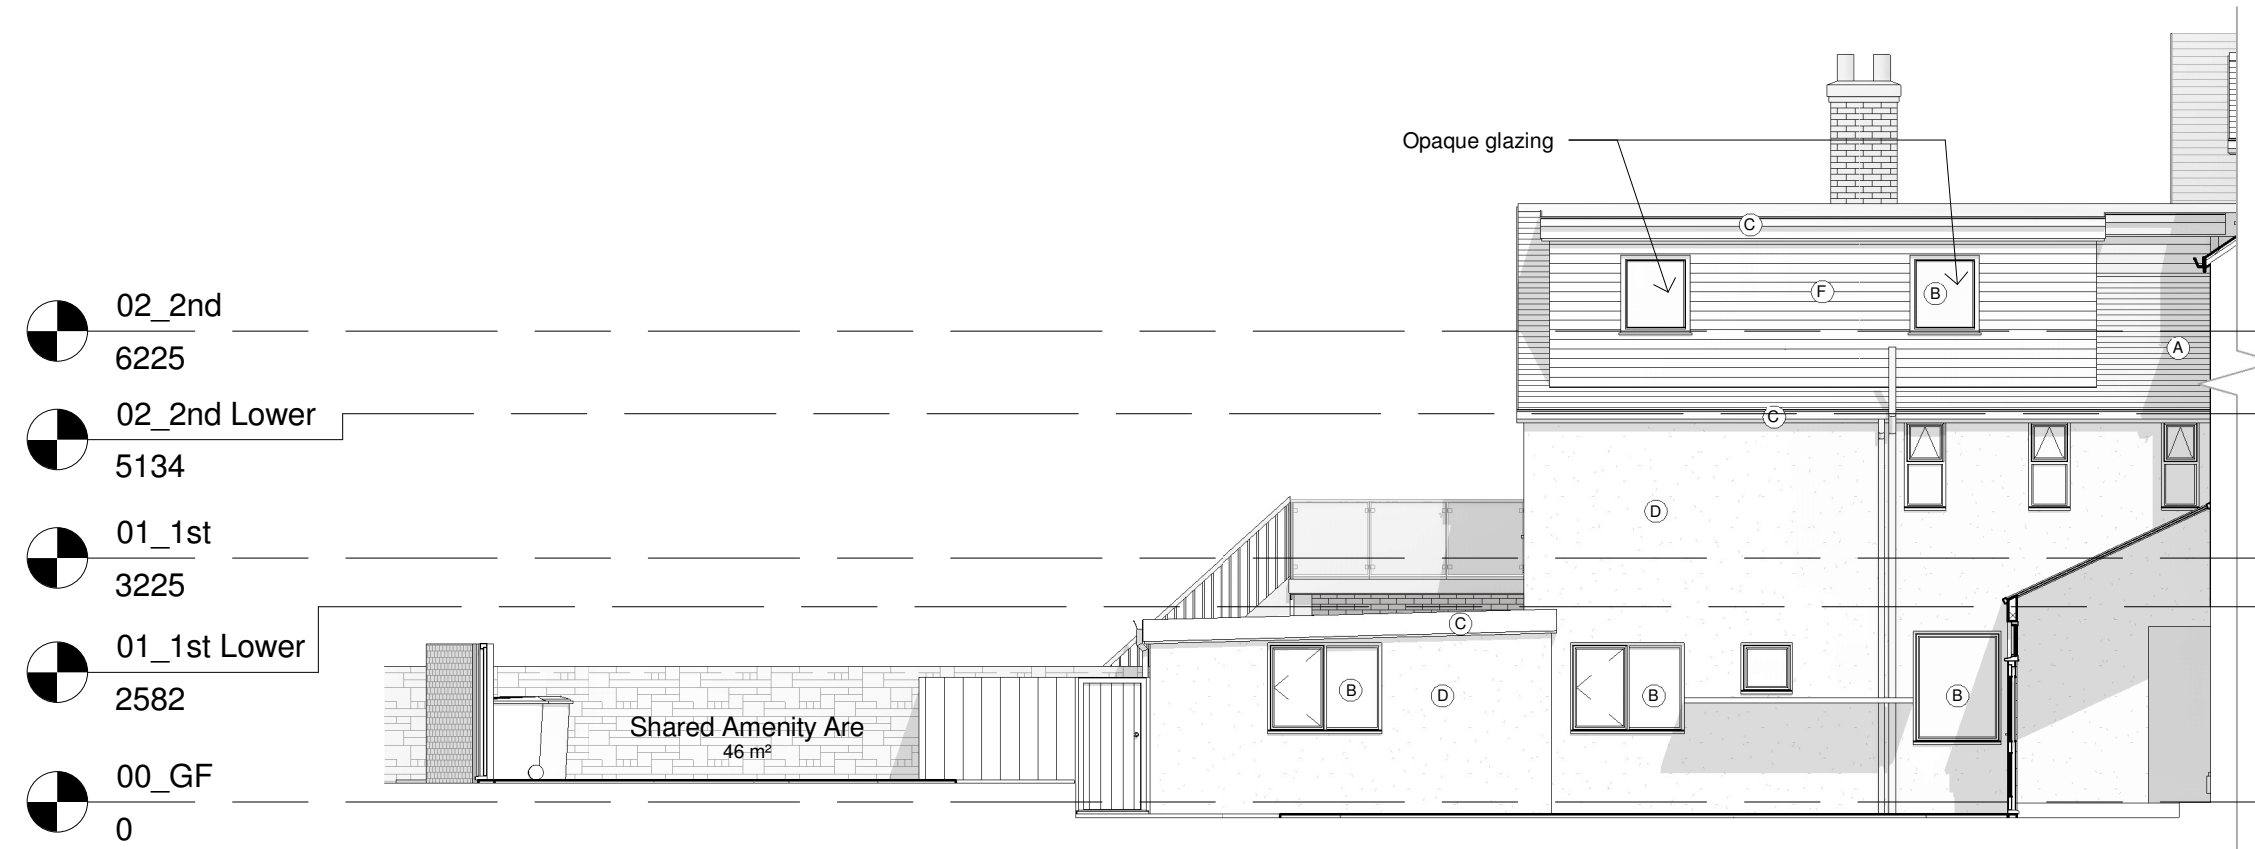 Opaque glazing
C
02_2nd
6225
F
B
A
02_2nd Lower
5134
C
01_1st
3225
D
01_1st Lower
2582
C
B
D
B
B
Shared Amenity Are
46 m²
00_GF
0